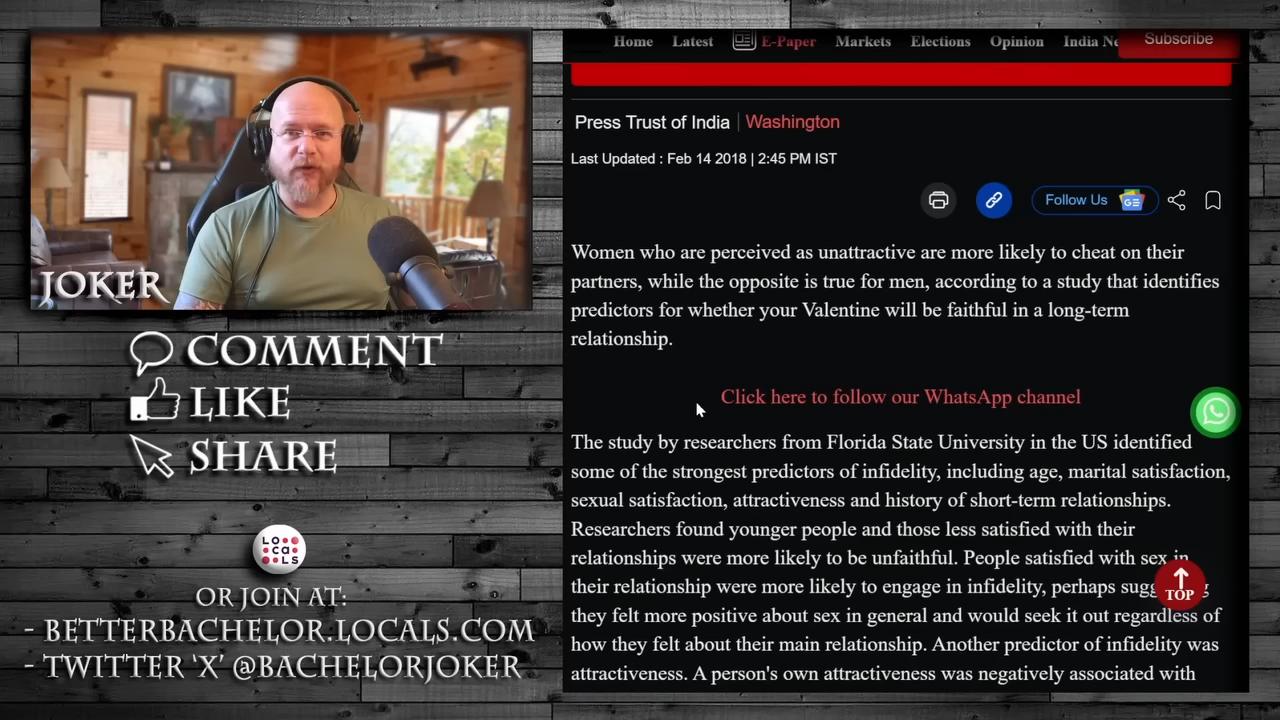 JOKER
COMMENT
LIKE
SHARE
LOCALS
OR JOIN AT:
- BETTERBACHELOR.LOCALS.COM
- TWITTER 'X' @BACHELORJOKER
Home Latest E-Paper Markets Elections Opinion India Ne Subscribe
Press Trust of India | Washington
Last Updated : Feb 14 2018 | 2:45 PM IST
Follow Us GE
Women who are perceived as unattractive are more likely to cheat on their
partners, while the opposite is true for men, according to a study that identifies
predictors for whether your Valentine will be faithful in a long-term
relationship.
Click here to follow our WhatsApp channel
The study by researchers from Florida State University in the US identified
some of the strongest predictors of infidelity, including age, marital satisfaction,
sexual satisfaction, attractiveness and history of short-term relationships.
Researchers found younger people and those less satisfied with their
relationships were more likely to be unfaithful. People satisfied with sex in
their relationship were more likely to engage in infidelity, perhaps
they felt more positive about sex in general and would seek it out regardless of
how they felt about their main relationship. Another predictor of infidelity was
attractiveness. A person's own attractiveness was negatively associated with
TOP